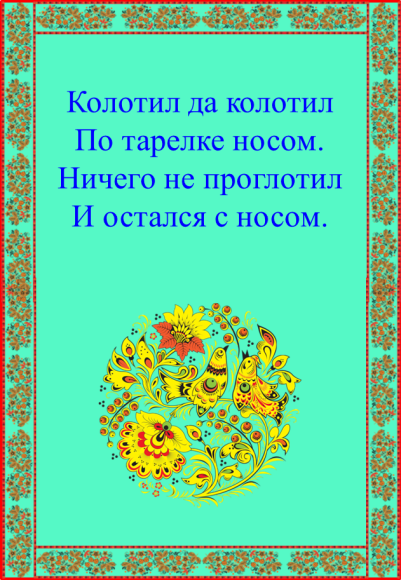 Колотил да колотил
По тарелке носом.
Ничего не проглотил
И остался с носом.